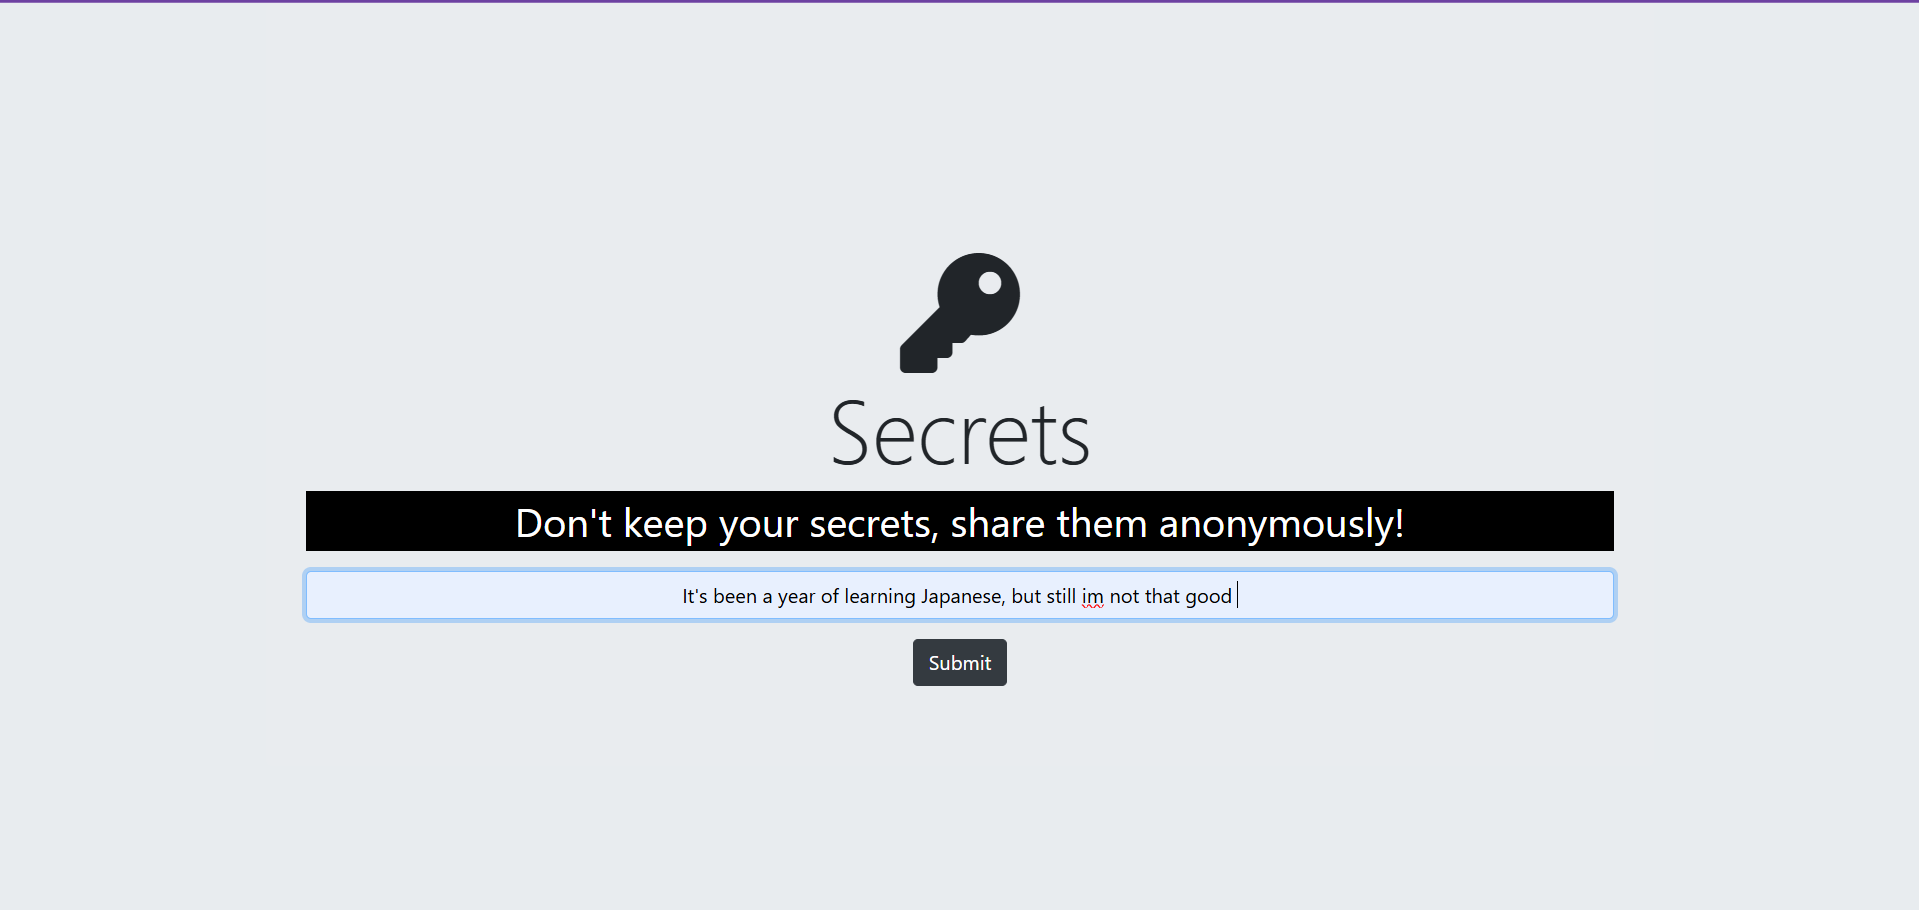 Secrets
Don't keep your secrets, share them anonymously!
It's been a year of learning Japanese, but still im not that good
Submit